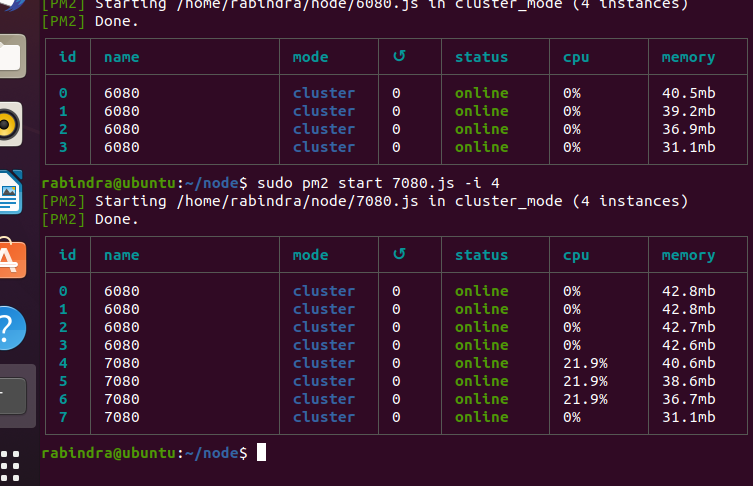 [PM2] Starting /home/rabindra/6080.js in cluster_mode (4 instances)
[PM2] Done.
id name mode ↺ status cpu memory
0 6080 cluster 0 online 0% 40.5mb
1 6080 cluster 0 online 0% 39.2mb
2 6080 cluster 0 online 0% 36.9mb
3 6080 cluster 0 online 0% 31.1mb
rabindra@ubuntu:~/node$ sudo pm2 start 7080.js -i 4
[PM2] Starting /home/rabindra/node/7080.js in cluster_mode (4 instances)
[PM2] Done.
id name mode ↺ status cpu memory
0 6080 cluster 0 online 0% 42.8mb
1 6080 cluster 0 online 0% 42.8mb
2 6080 cluster 0 online 0% 42.7mb
3 6080 cluster 0 online 0% 42.6mb
4 7080 cluster 0 online 21.9% 40.6mb
5 7080 cluster 0 online 21.9% 38.6mb
6 7080 cluster 0 online 21.9% 36.7mb
7 7080 cluster 0 online 0% 31.1mb
rabindra@ubuntu:~/node$